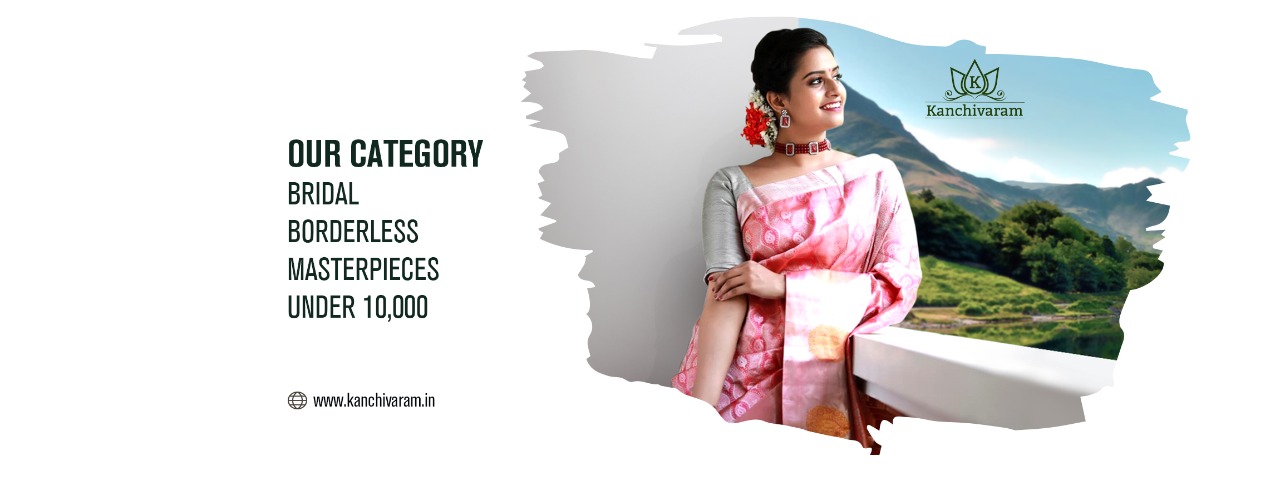 OUR CATEGORY
BRIDAL
BORDERLESS
MASTERPIECES
UNDER 10,000
www.kanchivaram.in
K
Kanchivaram